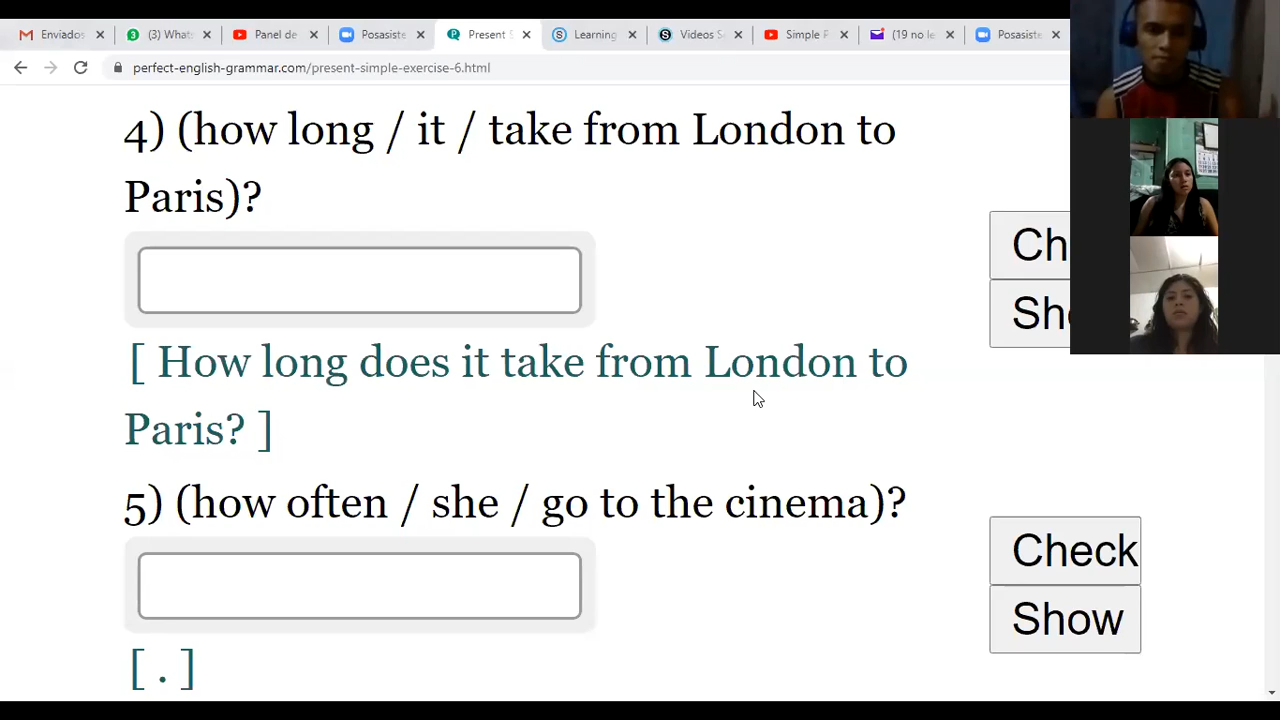 Enviados
(3) What
Panel de
Posasiste
Present S
Learning
Videos S
Simple P
(19 no le
Posasiste
perfect-english-grammar.com/present-simple-exercise-6.html
4) (how long / it / take from London to
Paris)?
Ch
Sh
[ How long does it take from London to
Paris? ]
5) (how often / she / go to the cinema)?
Check
Show
[ . ]